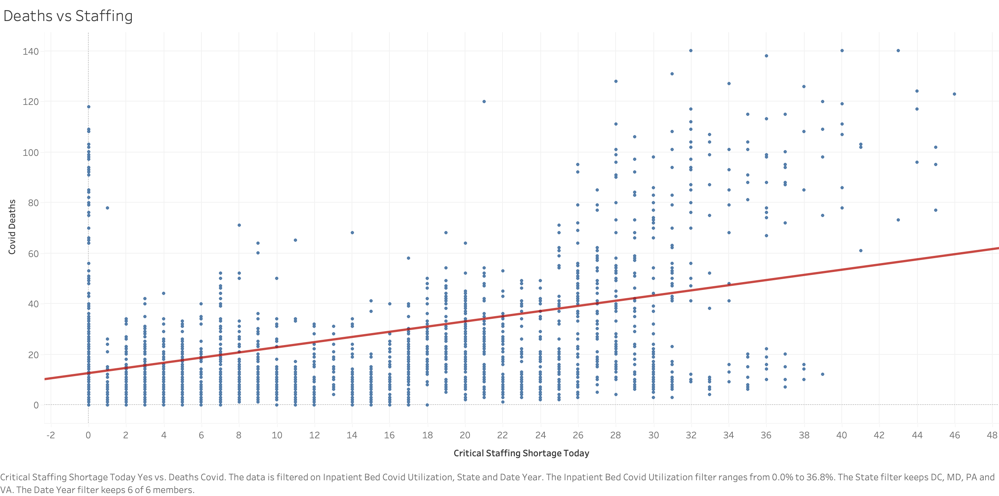 Deaths vs Staffing
140
120
100
80
60
40
20
0
Covid Deaths
-2 0 2 4 6 8 10 12 14 16 18 20 22 24 26 28 30 32 34 36 38 40 42 44 46 48
Critical Staffing Shortage Today
Critical Staffing Shortage Today Yes vs. Deaths Covid. The data is filtered on Inpatient Bed Covid Utilization, State and Date Year. The Inpatient Bed Covid Utilization filter ranges from 0.0% to 36.8%. The State filter keeps DC, MD, PA and
VA. The Date Year filter keeps 6 of 6 members.